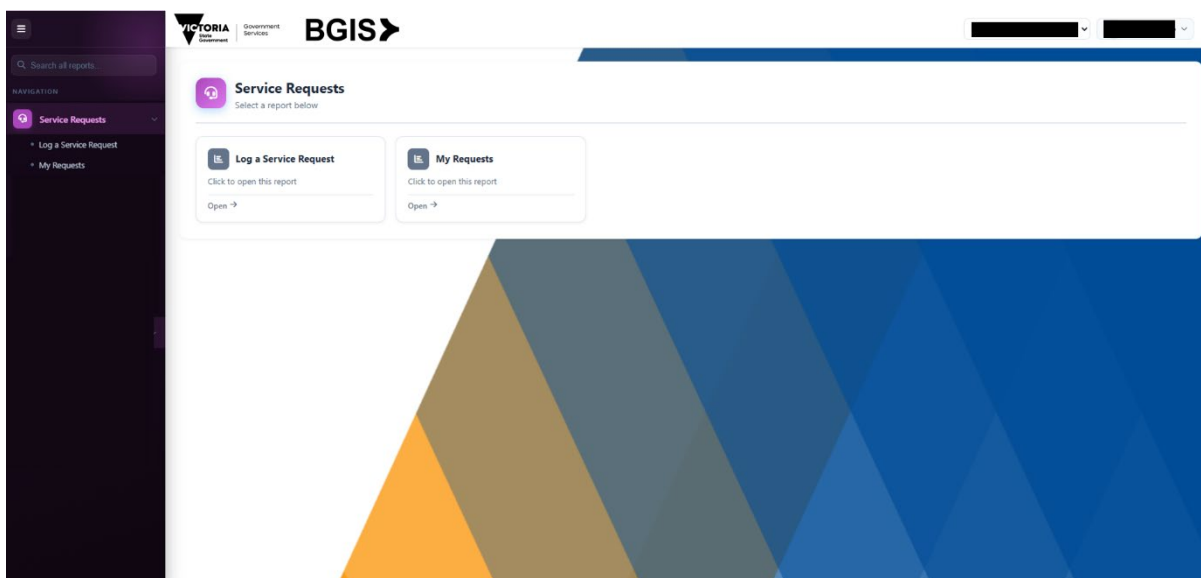 VICTORIA
State
Government
Government
Services
BGIS
Search all reports...
NAVIGATION
Service Requests
Log a Service Request
My Requests
Service Requests
Select a report below
Log a Service Request
Click to open this report
Open →
My Requests
Click to open this report
Open →